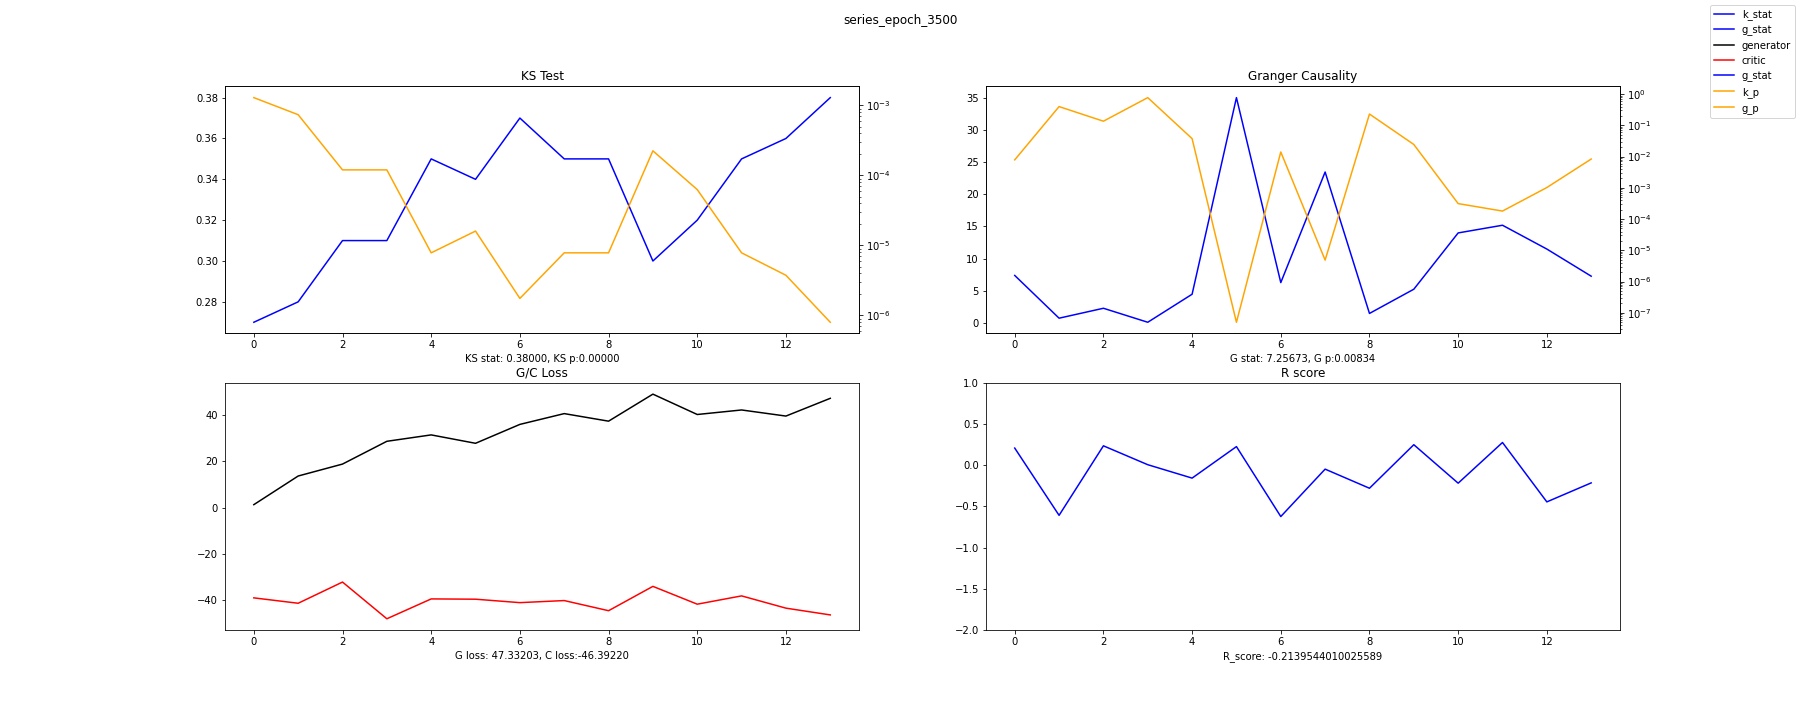 series_epoch_3500
k_stat
g_stat
generator
critic
g_stat
k_p
g_p
KS Test
0.38
0.36
0.34
0.32
0.30
0.28
10⁻³
10⁻⁴
10⁻⁵
10⁻⁶
0 2 4 6 8 10 12
KS stat: 0.38000, KS p:0.00000
Granger Causality
35
30
25
20
15
10
5
0
10⁰
10⁻¹
10⁻²
10⁻³
10⁻⁴
10⁻⁵
10⁻⁶
10⁻⁷
0 2 4 6 8 10 12
G stat: 7.25673, G p:0.00834
G/C Loss
40
20
0
−20
−40
0 2 4 6 8 10 12
G loss: 47.33203, C loss:-46.39220
R score
1.0
0.5
0.0
−0.5
−1.0
−1.5
−2.0
0 2 4 6 8 10 12
R_score: -0.2139544010025589